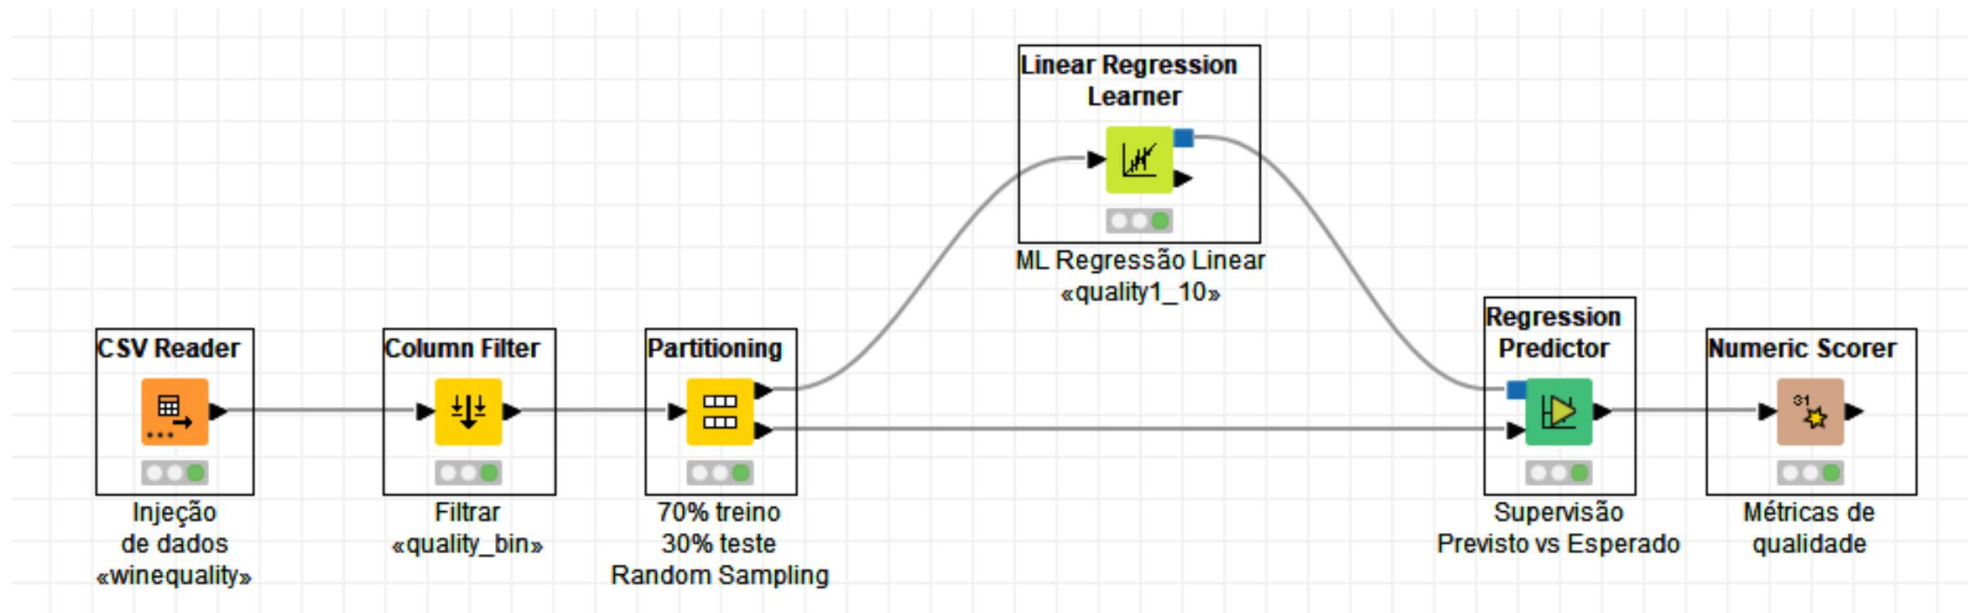 Linear Regression
Learner
ML Regressão Linear
«quality1_10»
CSV Reader
Injeção
de dados
«winequality»
Column Filter
Filtrar
«quality_bin»
Partitioning
70% treino
30% teste
Random Sampling
Regression
Predictor
Supervisão
Previsto vs Esperado
Numeric Scorer
31
Métricas de
qualidade